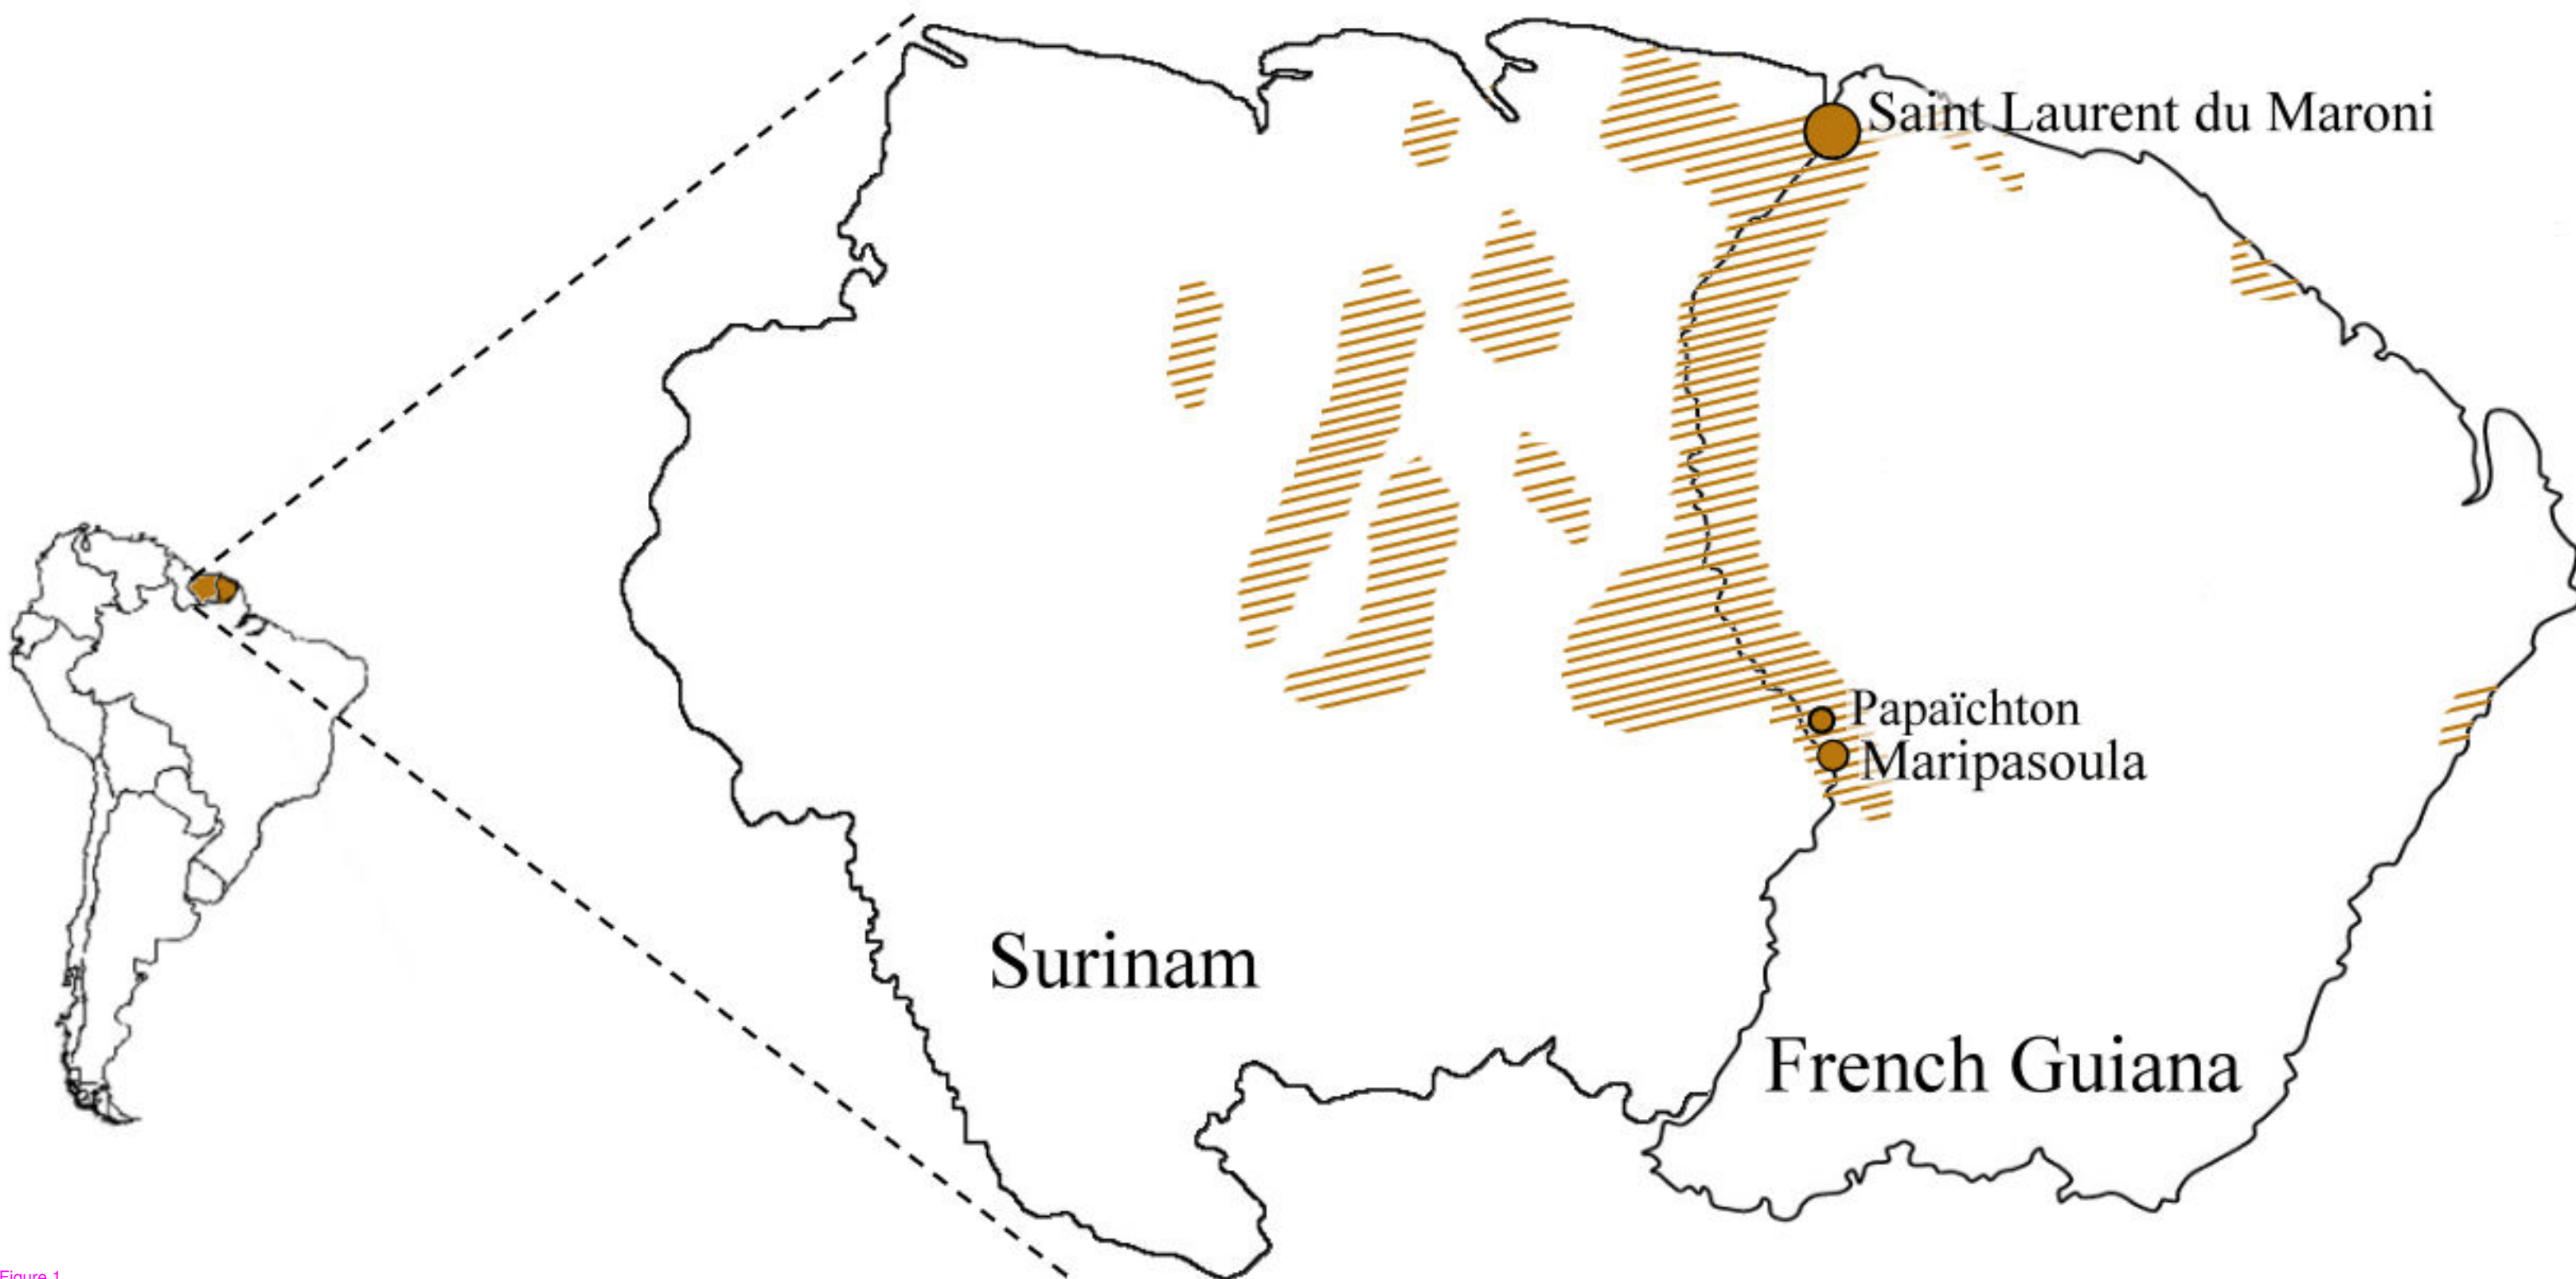 Saint Laurent du Maroni
Papaïchton
Maripasoula
Surinam
French Guiana
Figure 1